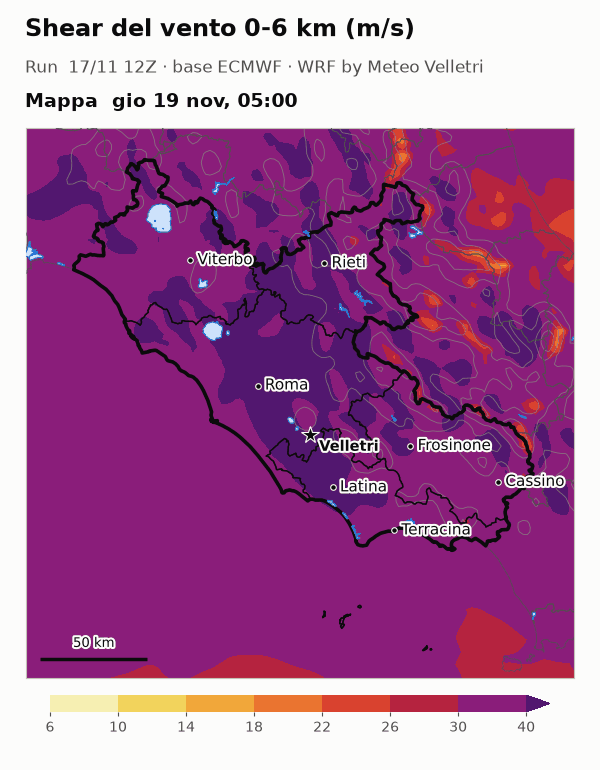 Shear del vento 0-6 km (m/s)
Run 17/11 12Z · base ECMWF · WRF by Meteo Velletri
Mappa gio 19 nov, 05:00
Viterbo
Rieti
Roma
Velletri
Frosinone
Latina
Cassino
Terracina
50 km
6 10 14 18 22 26 30 40